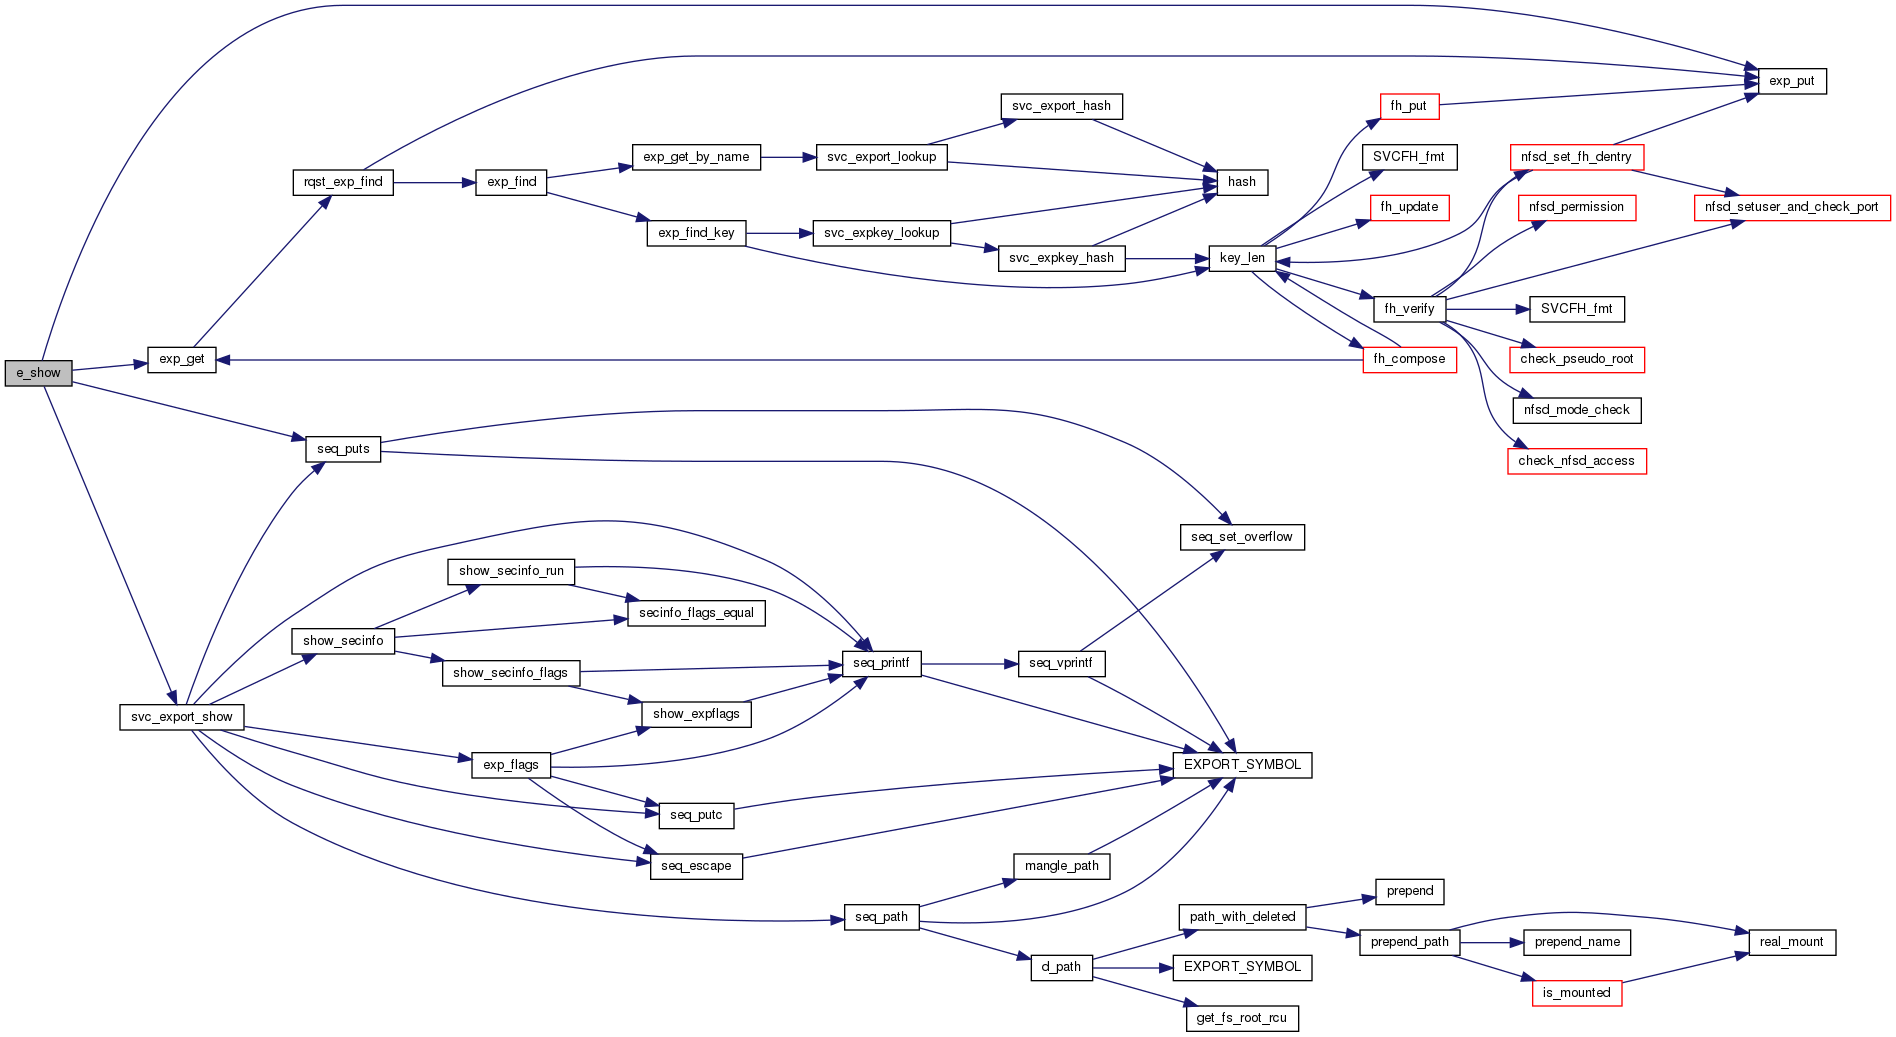 e_show
exp_put
svc_export_hash
fh_put
SVCFH_fmt
exp_get_by_name
svc_export_lookup
nfsd_set_fh_dentry
rqst_exp_find
exp_find
hash
fh_update
nfsd_permission
nfsd_setuser_and_check_port
exp_find_key
svc_expkey_lookup
svc_expkey_hash
key_len
fh_verify
SVCFH_fmt
exp_get
fh_compose
check_pseudo_root
nfsd_mode_check
seq_puts
check_nfsd_access
seq_set_overflow
show_secinfo_run
secinfo_flags_equal
show_secinfo
show_secinfo_flags
seq_printf
seq_vprintf
svc_export_show
show_expflags
exp_flags
EXPORT_SYMBOL
seq_putc
seq_escape
mangle_path
prepend
seq_path
path_with_deleted
prepend_path
prepend_name
real_mount
d_path
EXPORT_SYMBOL
is_mounted
get_fs_root_rcu